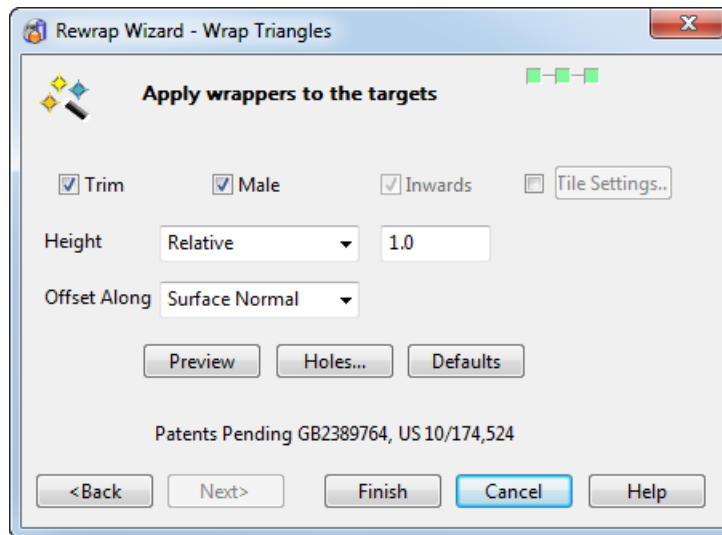 Rewrap Wizard - Wrap Triangles
Apply wrappers to the targets
Trim Male Inwards Tile Settings..
Height Relative 1.0
Offset Along Surface Normal
Preview Holes... Defaults
Patents Pending GB2389764, US 10/174,524
<Back Next> Finish Cancel Help